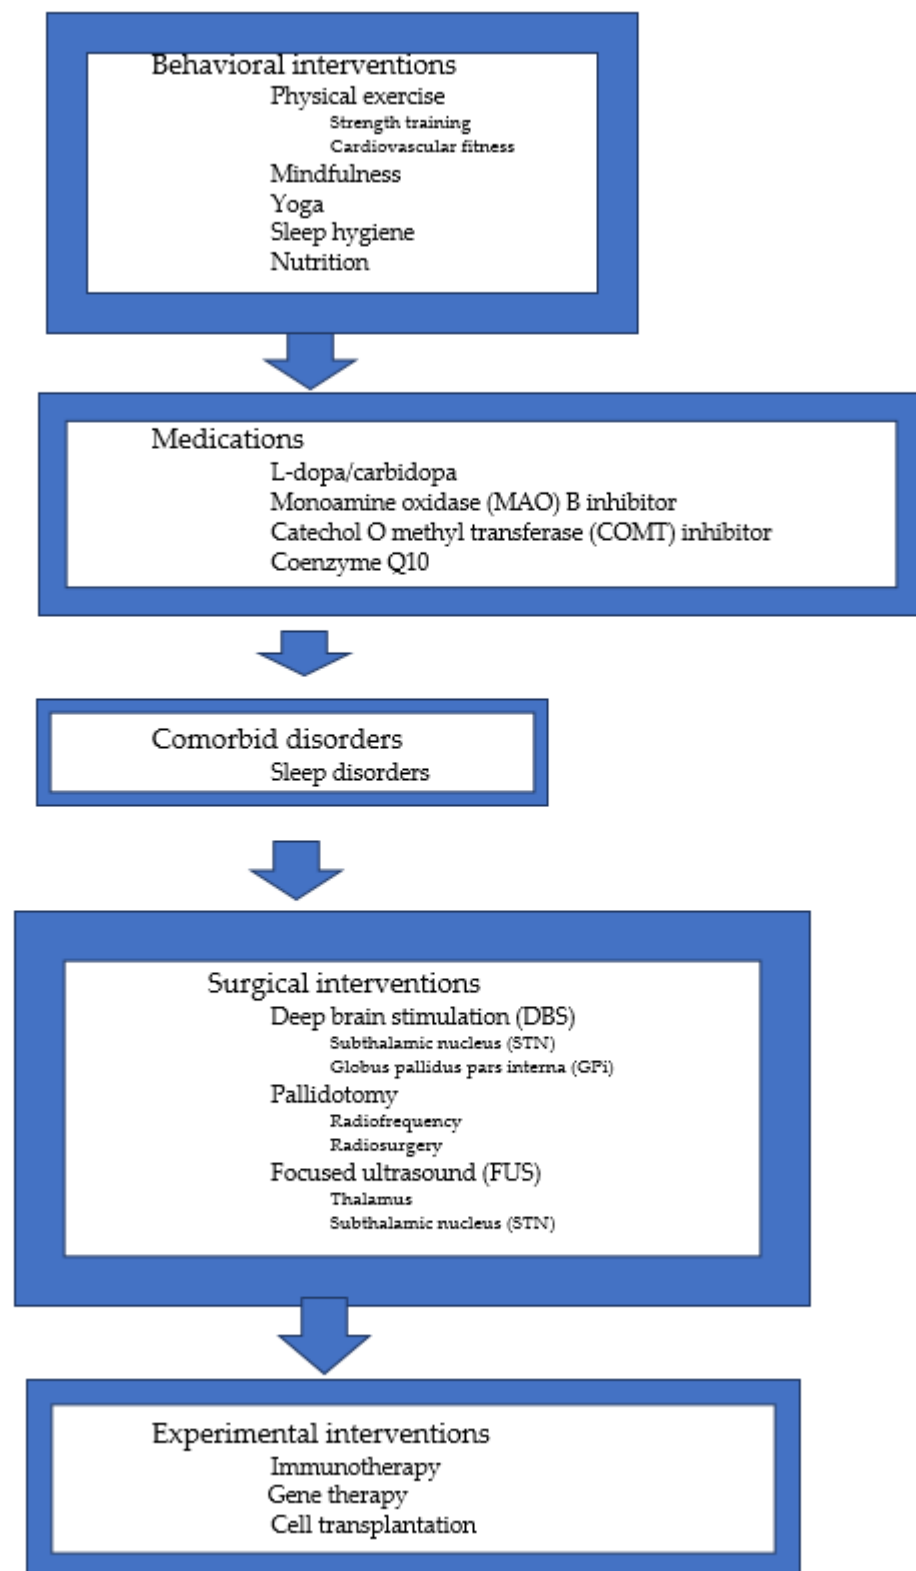 Behavioral interventions
Physical exercise
Strength training
Cardiovascular fitness
Mindfulness
Yoga
Sleep hygiene
Nutrition
Medications
L-dopa/carbidopa
Monoamine oxidase (MAO) B inhibitor
Catechol O methyl transferase (COMT) inhibitor
Coenzyme Q10
Comorbid disorders
Sleep disorders
Surgical interventions
Deep brain stimulation (DBS)
Subthalamic nucleus (STN)
Globus pallidus pars interna (GPi)
Pallidotomy
Radiofrequency
Radiosurgery
Focused ultrasound (FUS)
Thalamus
Subthalamic nucleus (STN)
Experimental interventions
Immunotherapy
Gene therapy
Cell transplantation